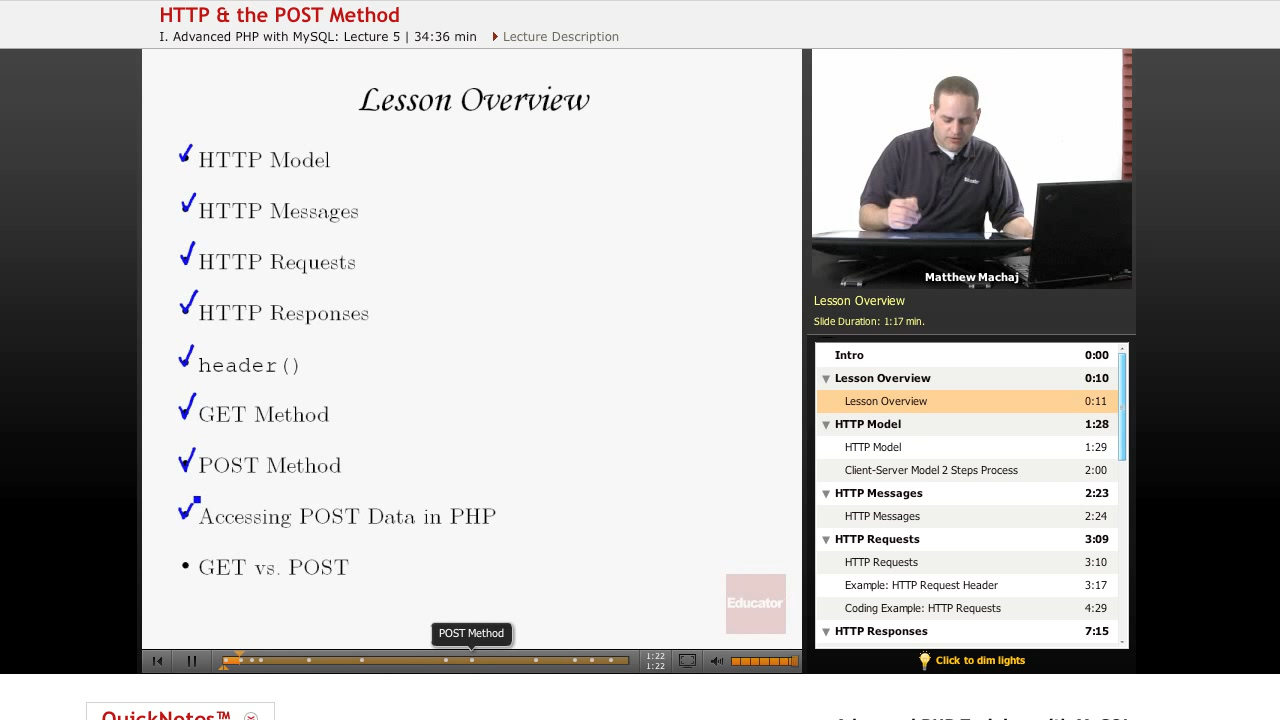 HTTP & the POST Method
I. Advanced PHP with MySQL: Lecture 5 | 34:36 min Lecture Description
Lesson Overview
HTTP Model
HTTP Messages
HTTP Requests
HTTP Responses
header()
GET Method
POST Method
Accessing POST Data in PHP
GET vs. POST
Educator
POST Method
1:22
1:22
Matthew Machaj
Lesson Overview
Slide Duration: 1:17 min.
Intro 0:00
Lesson Overview 0:10
Lesson Overview 0:11
HTTP Model 1:28
HTTP Model 1:29
Client-Server Model 2 Steps Process 2:00
HTTP Messages 2:23
HTTP Messages 2:24
HTTP Requests 3:09
HTTP Requests 3:10
Example: HTTP Request Header 3:17
Coding Example: HTTP Requests 4:29
HTTP Responses 7:15
Click to dim lights
QuickNotes™